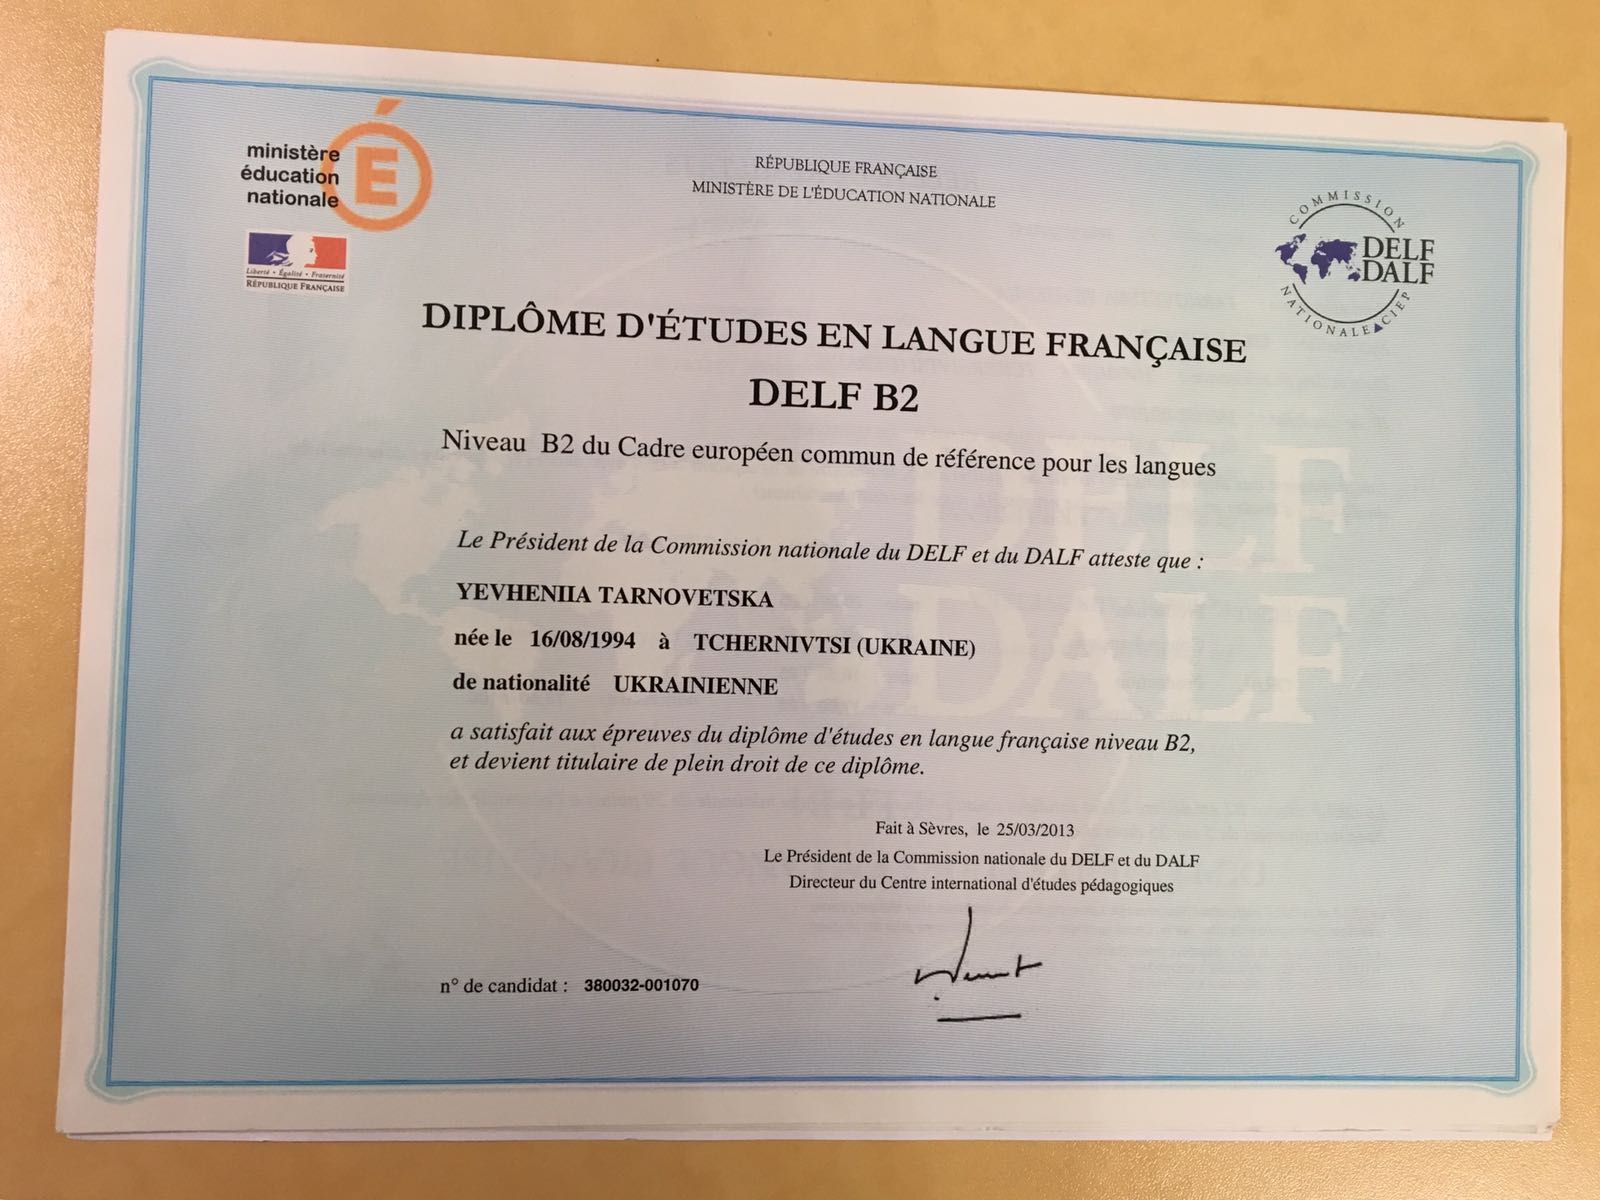 ministère
éducation
nationale
É
Liberté • Égalité • Fraternité
RÉPUBLIQUE FRANÇAISE
RÉPUBLIQUE FRANÇAISE
MINISTÈRE DE L'ÉDUCATION NATIONALE
COMMISSION
DELF
DALF
NATIONALE CIEP
DIPLÔME D'ÉTUDES EN LANGUE FRANÇAISE
DELF B2
Niveau B2 du Cadre européen commun de référence pour les langues
DELF
DALF
Le Président de la Commission nationale du DELF et du DALF atteste que :
YEVHENIIA TARNOVETSKA
née le 16/08/1994 à TCHERNIVTSI (UKRAINE)
de nationalité UKRAINIENNE
a satisfait aux épreuves du diplôme d'études en langue française niveau B2,
et devient titulaire de plein droit de ce diplôme.
Fait à Sèvres, le 25/03/2013
Le Président de la Commission nationale du DELF et du DALF
Directeur du Centre international d'études pédagogiques
n° de candidat : 380032-001070